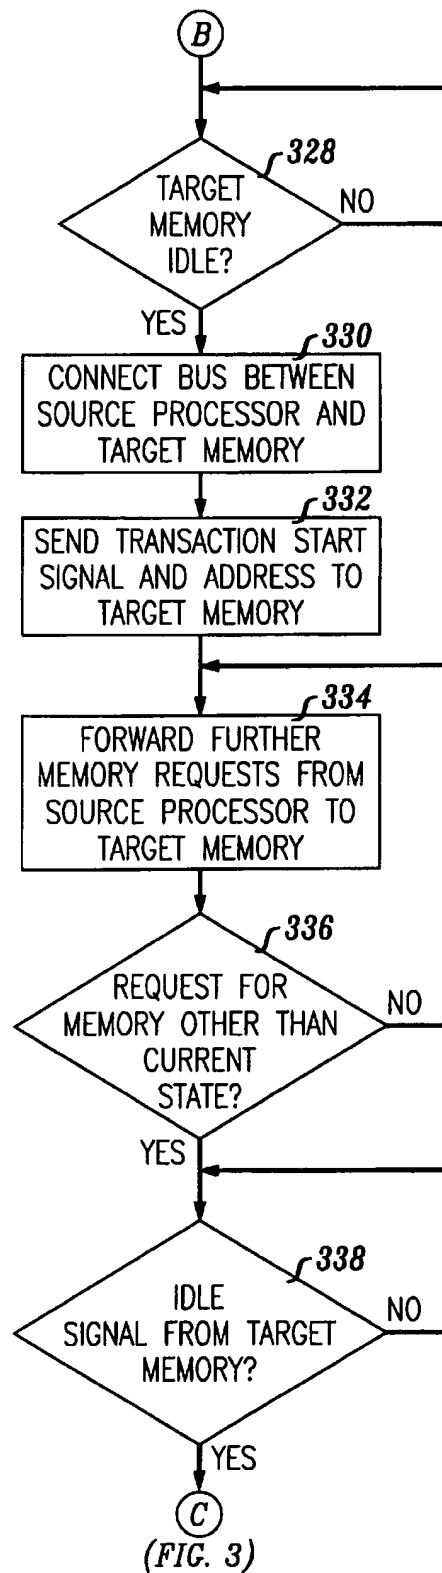 B
328
TARGET
MEMORY
IDLE?
NO
YES
330
CONNECT BUS BETWEEN
SOURCE PROCESSOR AND
TARGET MEMORY
332
SEND TRANSACTION START
SIGNAL AND ADDRESS TO
TARGET MEMORY
334
FORWARD FURTHER
MEMORY REQUESTS FROM
SOURCE PROCESSOR TO
TARGET MEMORY
336
REQUEST FOR
MEMORY OTHER THAN
CURRENT
STATE?
NO
YES
338
IDLE
SIGNAL FROM TARGET
MEMORY?
NO
YES
C
(FIG. 3)